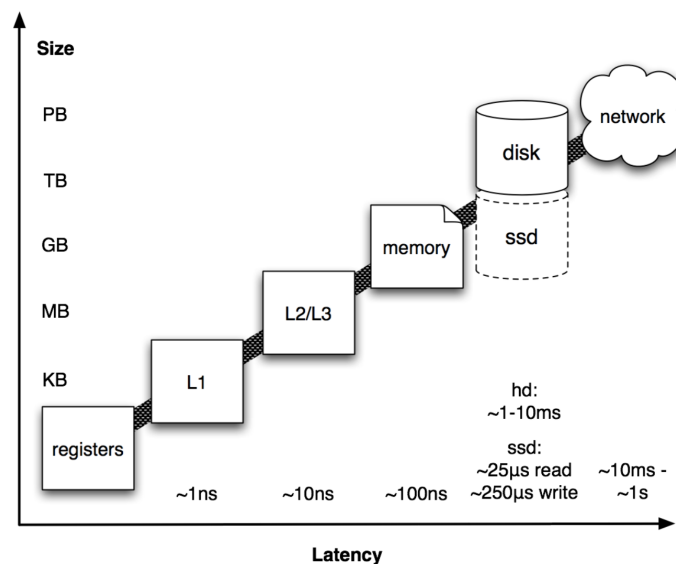 Size
PB
TB
GB
MB
KB
network
disk
ssd
memory
L2/L3
L1
registers
hd:
~1-10ms
ssd:
~25μs read
~250μs write
~1ns
~10ns
~100ns
~10ms -
~1s
Latency